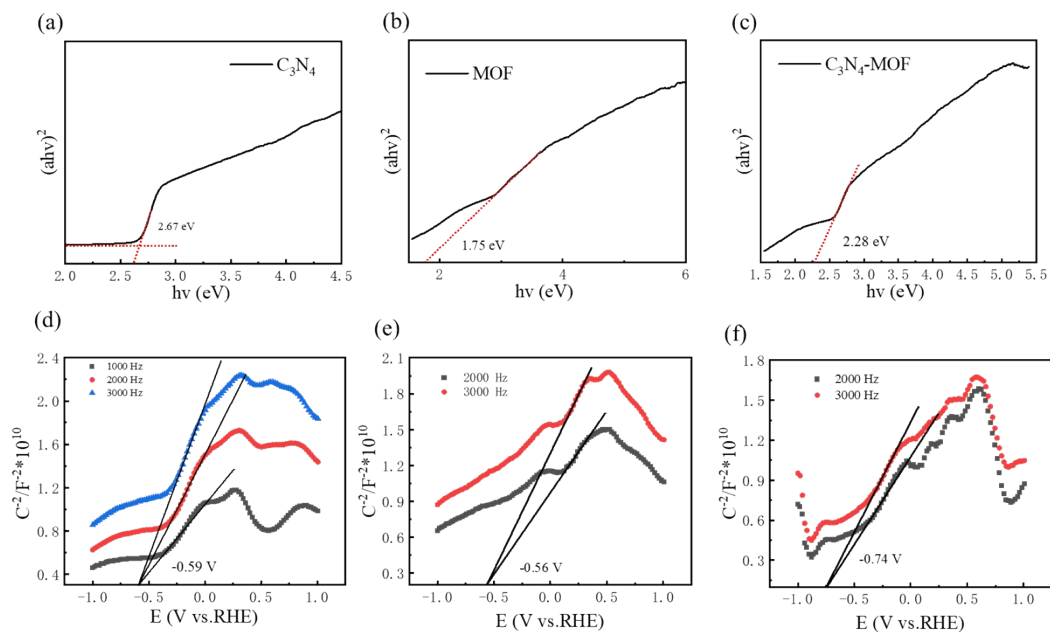 (a)
C₃N₄
(ahv)²
2.67 eV
2.0 2.5 3.0 3.5 4.0 4.5
hv (eV)
(b)
MOF
(ahv)²
1.75 eV
2 4 6
hv (eV)
(c)
C₃N₄-MOF
(ahv)²
2.28 eV
1.5 2.0 2.5 3.0 3.5 4.0 4.5 5.0 5.5
hv (eV)
(d)
2.4
2.0
1.6
1.2
0.8
0.4
C⁻²/F⁻²*10¹⁰
1000 Hz
2000 Hz
3000 Hz
-0.59 V
-1.0 -0.5 0.0 0.5 1.0
E (V vs.RHE)
(e)
2.1
1.8
1.5
1.2
0.9
0.6
0.3
C⁻²/F⁻²*10¹⁰
2000 Hz
3000 Hz
-0.56 V
-1.0 -0.5 0.0 0.5 1.0
E (V vs.RHE)
(f)
1.8
1.5
1.2
0.9
0.6
0.3
C⁻²/F⁻²*10¹⁰
2000 Hz
3000 Hz
-0.74 V
-1.0 -0.5 0.0 0.5 1.0
E (V vs.RHE)